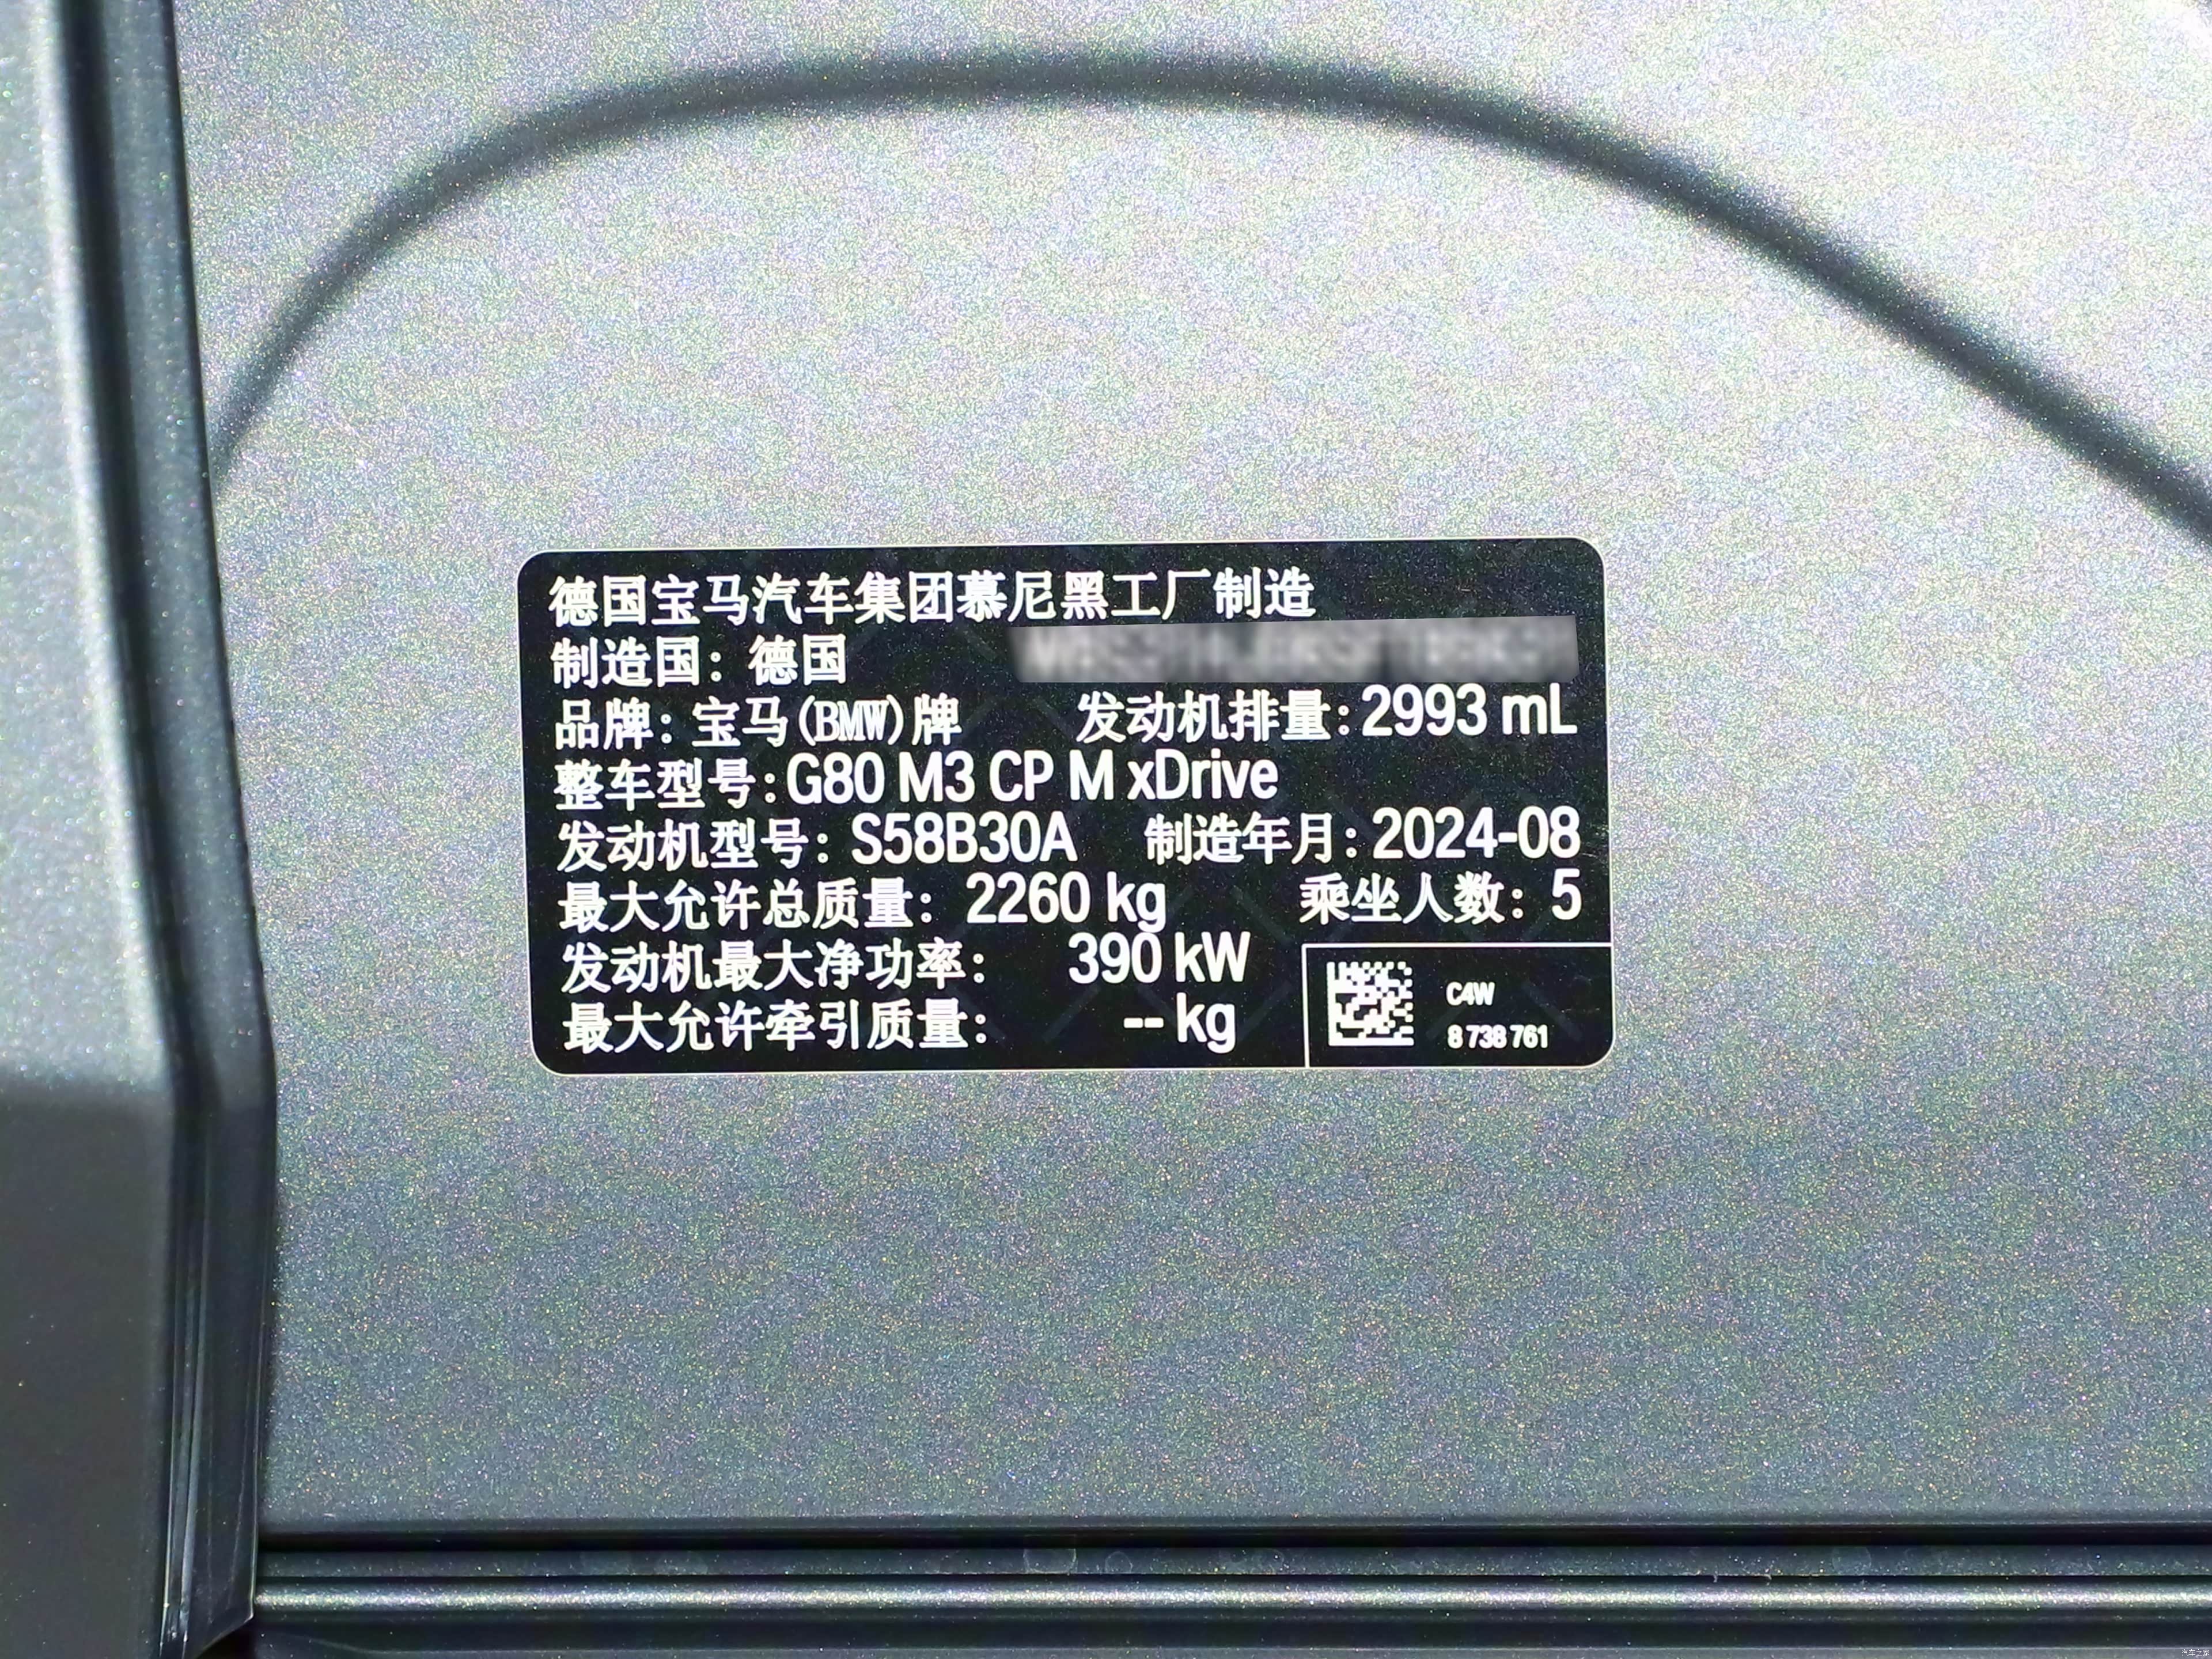 德国宝马汽车集团慕尼黑工厂制造
制造国：德国
品牌：宝马(BMW)牌 发动机排量：2993 mL
整车型号：G80 M3 CP M xDrive
发动机型号：S58B30A 制造年月：2024-08
最大允许总质量：2260 kg 乘坐人数：5
发动机最大净功率：390 kW
最大允许牵引质量：-- kg
C4W
8 738 761
汽车之家